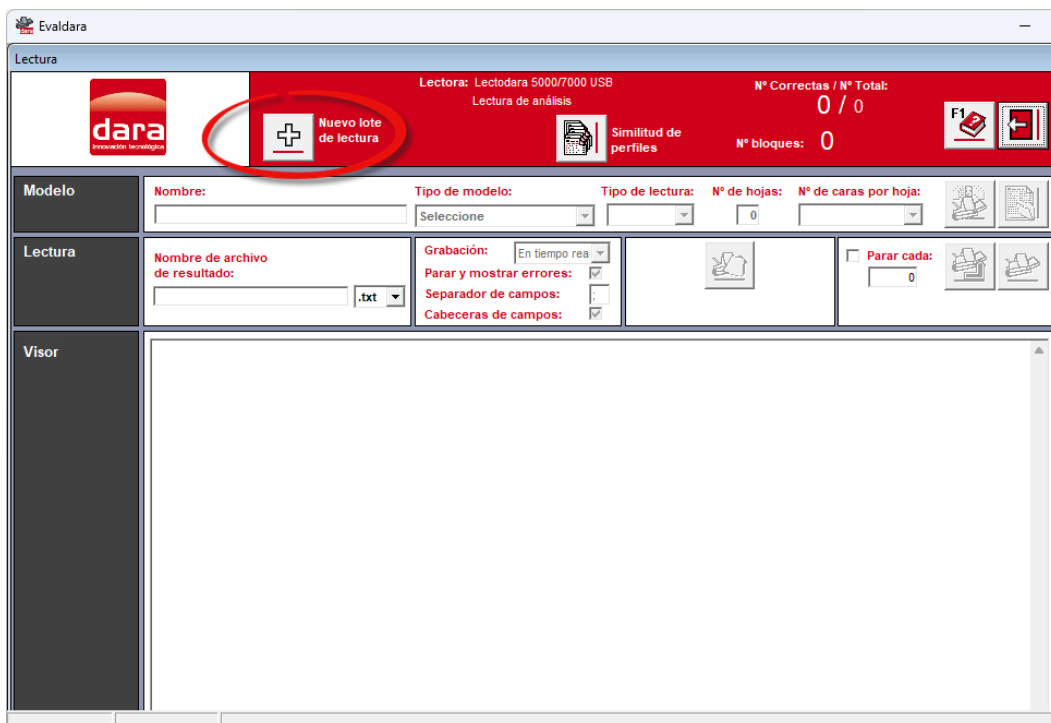 Evaldara
Lectura
dara
Innovación tecnológica
Nuevo lote
de lectura
Lectora: Lectodara 5000/7000 USB
Lectura de análisis
Similitud de
perfiles
Nº Correctas / Nº Total:
0 / 0
Nº bloques: 0
F1
Modelo
Nombre:
Tipo de modelo:
Seleccione
Tipo de lectura:
Nº de hojas:
0
Nº de caras por hoja:
Lectura
Nombre de archivo
de resultado:
.txt
Grabación: En tiempo rea
Parar y mostrar errores:
Separador de campos: ;
Cabeceras de campos:
Parar cada:
0
Visor